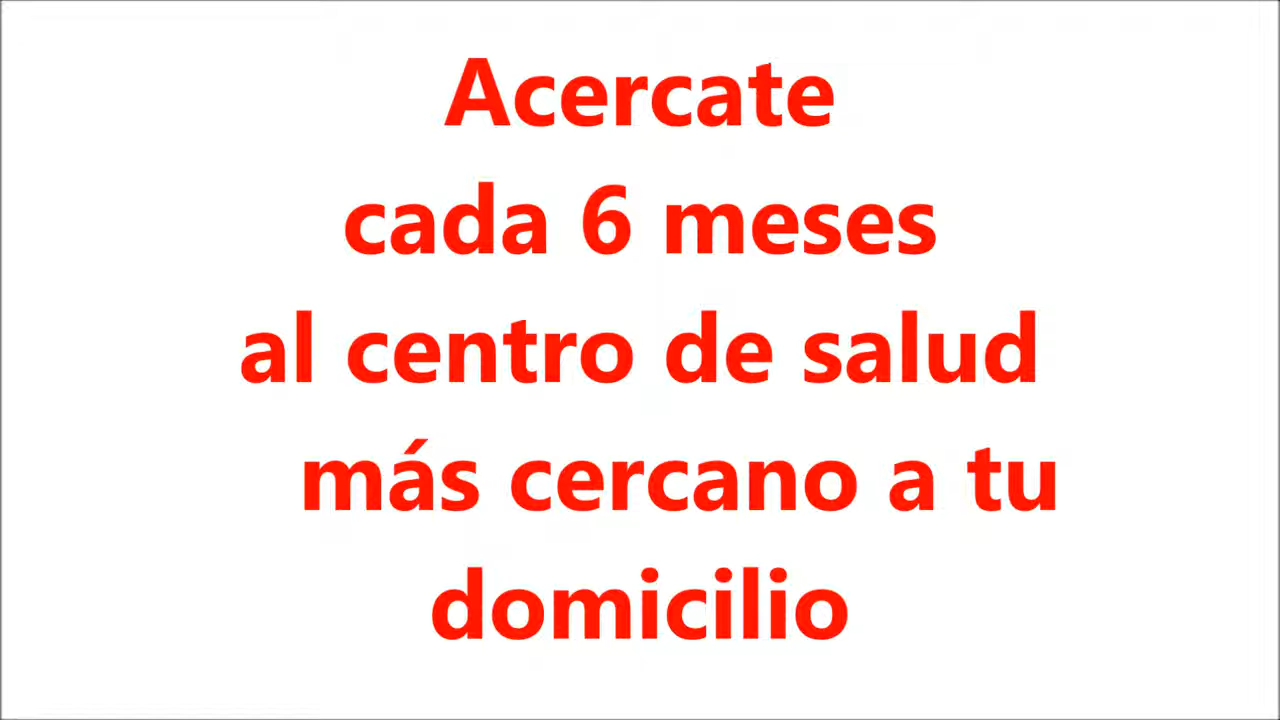 Acercate
cada 6 meses
al centro de salud
más cercano a tu
domicilio